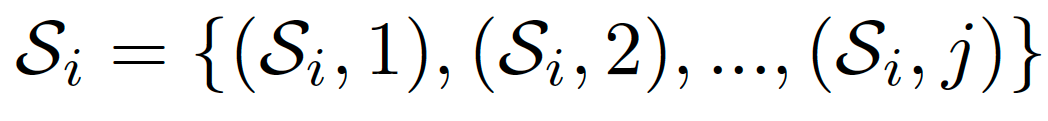 𝒮ᵢ = {(𝒮ᵢ, 1), (𝒮ᵢ, 2), ..., (𝒮ᵢ, j)}